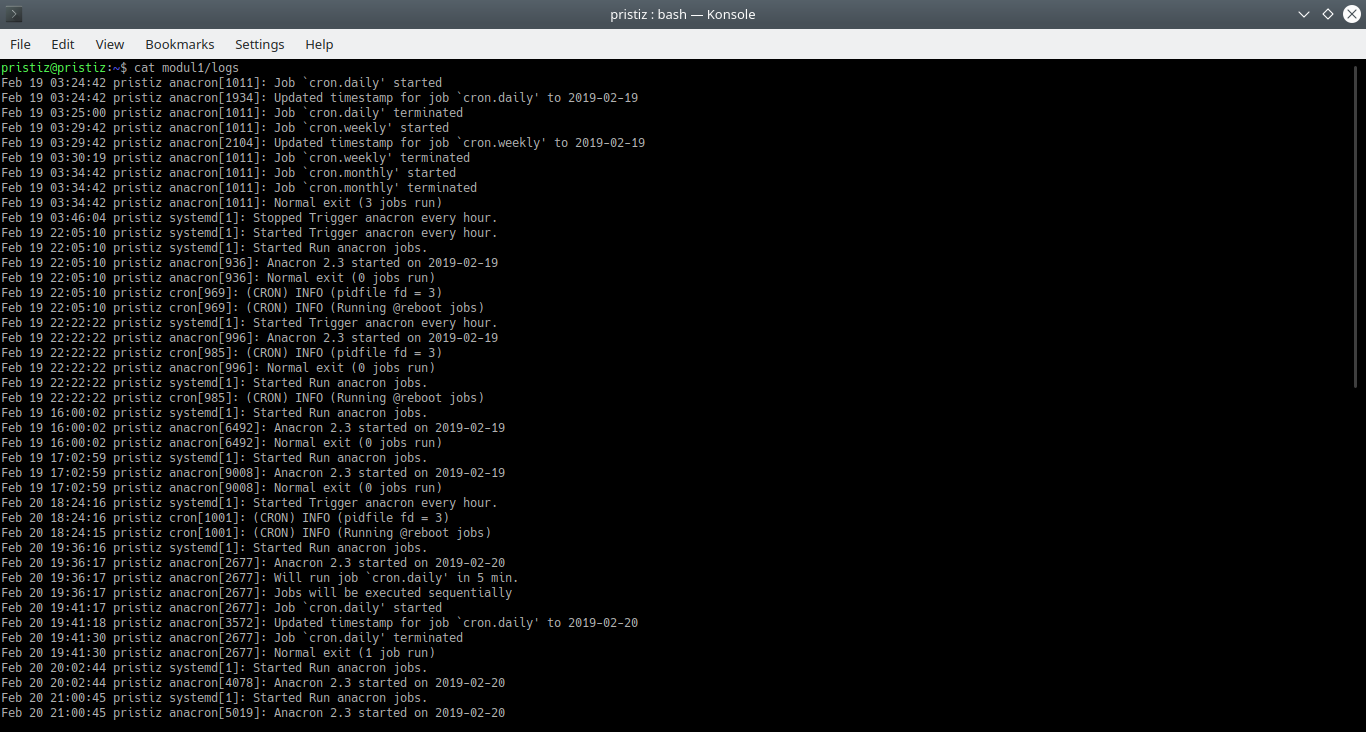 pristiz : bash — Konsole
File Edit View Bookmarks Settings Help
pristiz@pristiz:~$ cat modul1/logs
Feb 19 03:24:42 pristiz anacron[1011]: Job `cron.daily' started
Feb 19 03:24:42 pristiz anacron[1934]: Updated timestamp for job `cron.daily' to 2019-02-19
Feb 19 03:25:00 pristiz anacron[1011]: Job `cron.daily' terminated
Feb 19 03:29:42 pristiz anacron[1011]: Job `cron.weekly' started
Feb 19 03:29:42 pristiz anacron[2104]: Updated timestamp for job `cron.weekly' to 2019-02-19
Feb 19 03:30:19 pristiz anacron[1011]: Job `cron.weekly' terminated
Feb 19 03:34:42 pristiz anacron[1011]: Job `cron.monthly' started
Feb 19 03:34:42 pristiz anacron[1011]: Job `cron.monthly' terminated
Feb 19 03:34:42 pristiz anacron[1011]: Normal exit (3 jobs run)
Feb 19 03:46:04 pristiz systemd[1]: Stopped Trigger anacron every hour.
Feb 19 22:05:10 pristiz systemd[1]: Started Trigger anacron every hour.
Feb 19 22:05:10 pristiz systemd[1]: Started Run anacron jobs.
Feb 19 22:05:10 pristiz anacron[936]: Anacron 2.3 started on 2019-02-19
Feb 19 22:05:10 pristiz anacron[936]: Normal exit (0 jobs run)
Feb 19 22:05:10 pristiz cron[969]: (CRON) INFO (pidfile fd = 3)
Feb 19 22:05:10 pristiz cron[969]: (CRON) INFO (Running @reboot jobs)
Feb 19 22:22:22 pristiz systemd[1]: Started Trigger anacron every hour.
Feb 19 22:22:22 pristiz anacron[996]: Anacron 2.3 started on 2019-02-19
Feb 19 22:22:22 pristiz cron[985]: (CRON) INFO (pidfile fd = 3)
Feb 19 22:22:22 pristiz anacron[996]: Normal exit (0 jobs run)
Feb 19 22:22:22 pristiz systemd[1]: Started Run anacron jobs.
Feb 19 22:22:22 pristiz cron[985]: (CRON) INFO (Running @reboot jobs)
Feb 19 16:00:02 pristiz systemd[1]: Started Run anacron jobs.
Feb 19 16:00:02 pristiz anacron[6492]: Anacron 2.3 started on 2019-02-19
Feb 19 16:00:02 pristiz anacron[6492]: Normal exit (0 jobs run)
Feb 19 17:02:59 pristiz systemd[1]: Started Run anacron jobs.
Feb 19 17:02:59 pristiz anacron[9008]: Anacron 2.3 started on 2019-02-19
Feb 19 17:02:59 pristiz anacron[9008]: Normal exit (0 jobs run)
Feb 20 18:24:16 pristiz systemd[1]: Started Trigger anacron every hour.
Feb 20 18:24:16 pristiz cron[1001]: (CRON) INFO (pidfile fd = 3)
Feb 20 18:24:15 pristiz cron[1001]: (CRON) INFO (Running @reboot jobs)
Feb 20 19:36:16 pristiz systemd[1]: Started Run anacron jobs.
Feb 20 19:36:17 pristiz anacron[2677]: Anacron 2.3 started on 2019-02-20
Feb 20 19:36:17 pristiz anacron[2677]: Will run job `cron.daily' in 5 min.
Feb 20 19:36:17 pristiz anacron[2677]: Jobs will be executed sequentially
Feb 20 19:41:17 pristiz anacron[2677]: Job `cron.daily' started
Feb 20 19:41:18 pristiz anacron[3572]: Updated timestamp for job `cron.daily' to 2019-02-20
Feb 20 19:41:30 pristiz anacron[2677]: Job `cron.daily' terminated
Feb 20 19:41:30 pristiz anacron[2677]: Normal exit (1 job run)
Feb 20 20:02:44 pristiz systemd[1]: Started Run anacron jobs.
Feb 20 20:02:44 pristiz anacron[4078]: Anacron 2.3 started on 2019-02-20
Feb 20 21:00:45 pristiz systemd[1]: Started Run anacron jobs.
Feb 20 21:00:45 pristiz anacron[5019]: Anacron 2.3 started on 2019-02-20